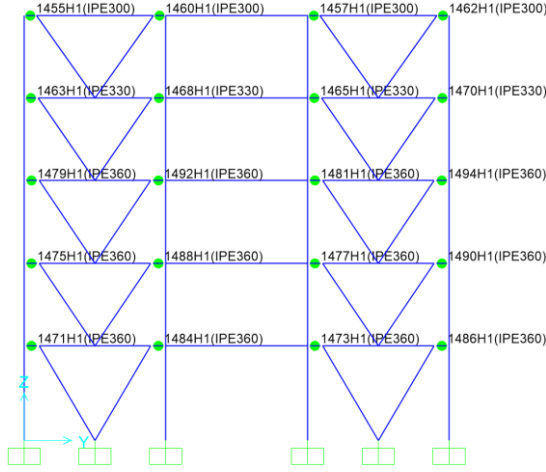 1455H1(IPE300) 1460H1(IPE300) 1457H1(IPE300) 1462H1(IPE300)
1463H1(IPE330) 1468H1(IPE330) 1465H1(IPE330) 1470H1(IPE330)
1479H1(IPE360) 1492H1(IPE360) 1481H1(IPE360) 1494H1(IPE360)
1475H1(IPE360) 1488H1(IPE360) 1477H1(IPE360) 1490H1(IPE360)
1471H1(IPE360) 1484H1(IPE360) 1473H1(IPE360) 1486H1(IPE360)
Z
Y